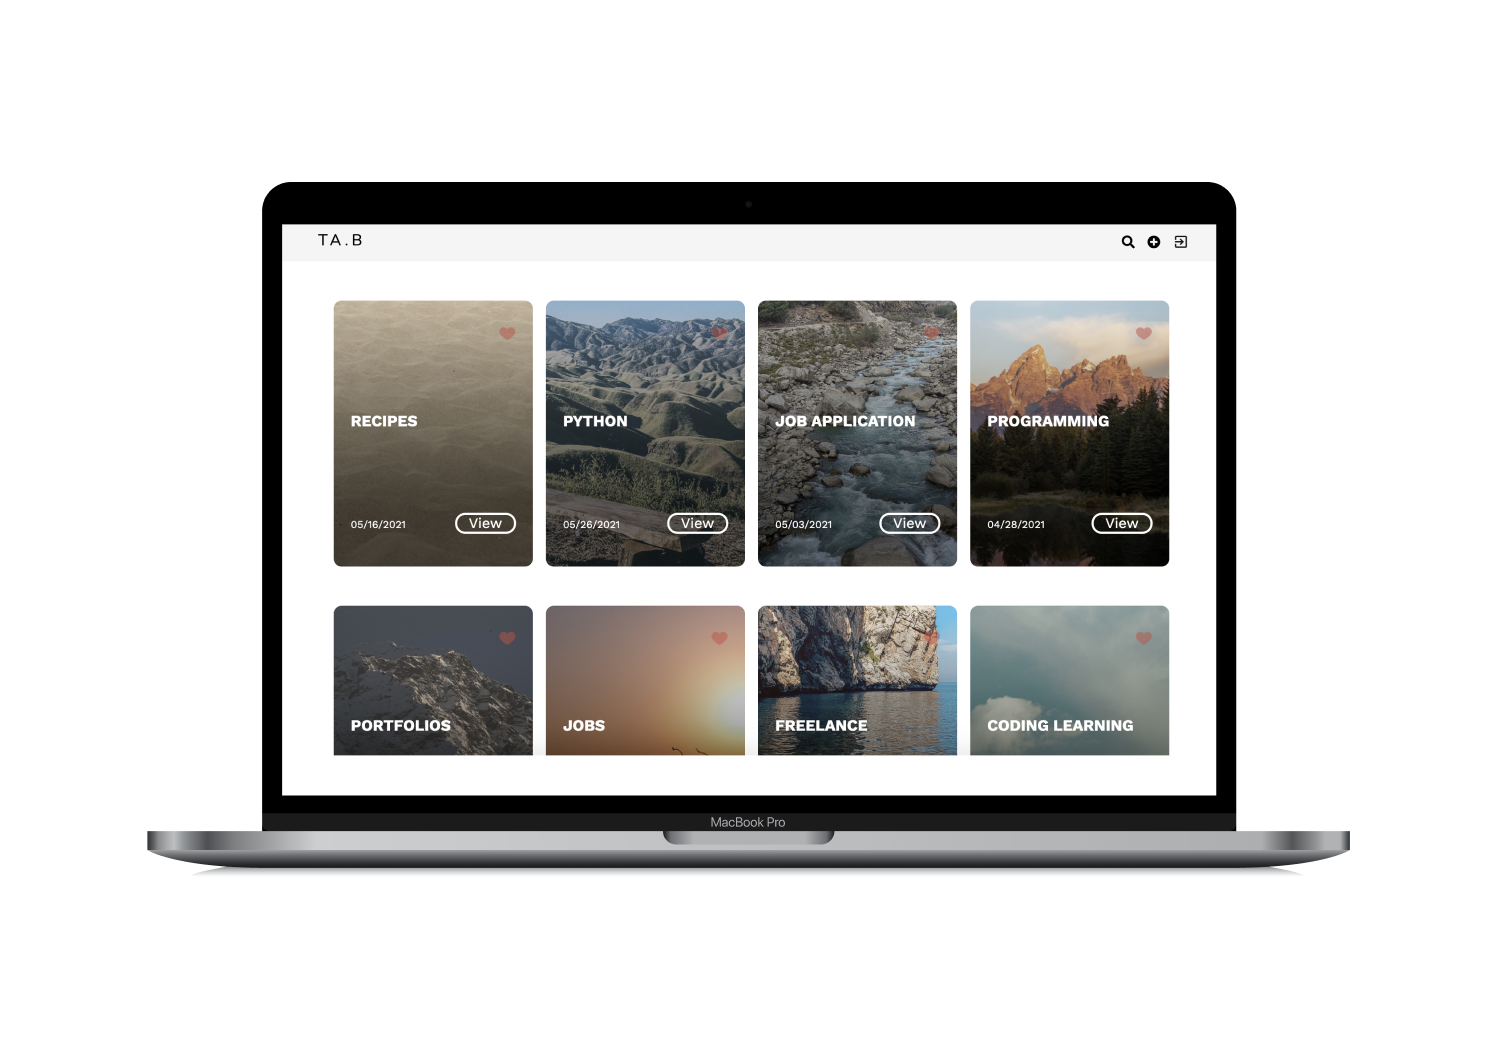 TA.B
RECIPES
PYTHON
JOB APPLICATION
PROGRAMMING
05/16/2021
View
05/26/2021
View
05/03/2021
View
04/28/2021
View
PORTFOLIOS
JOBS
FREELANCE
CODING LEARNING
MacBook Pro